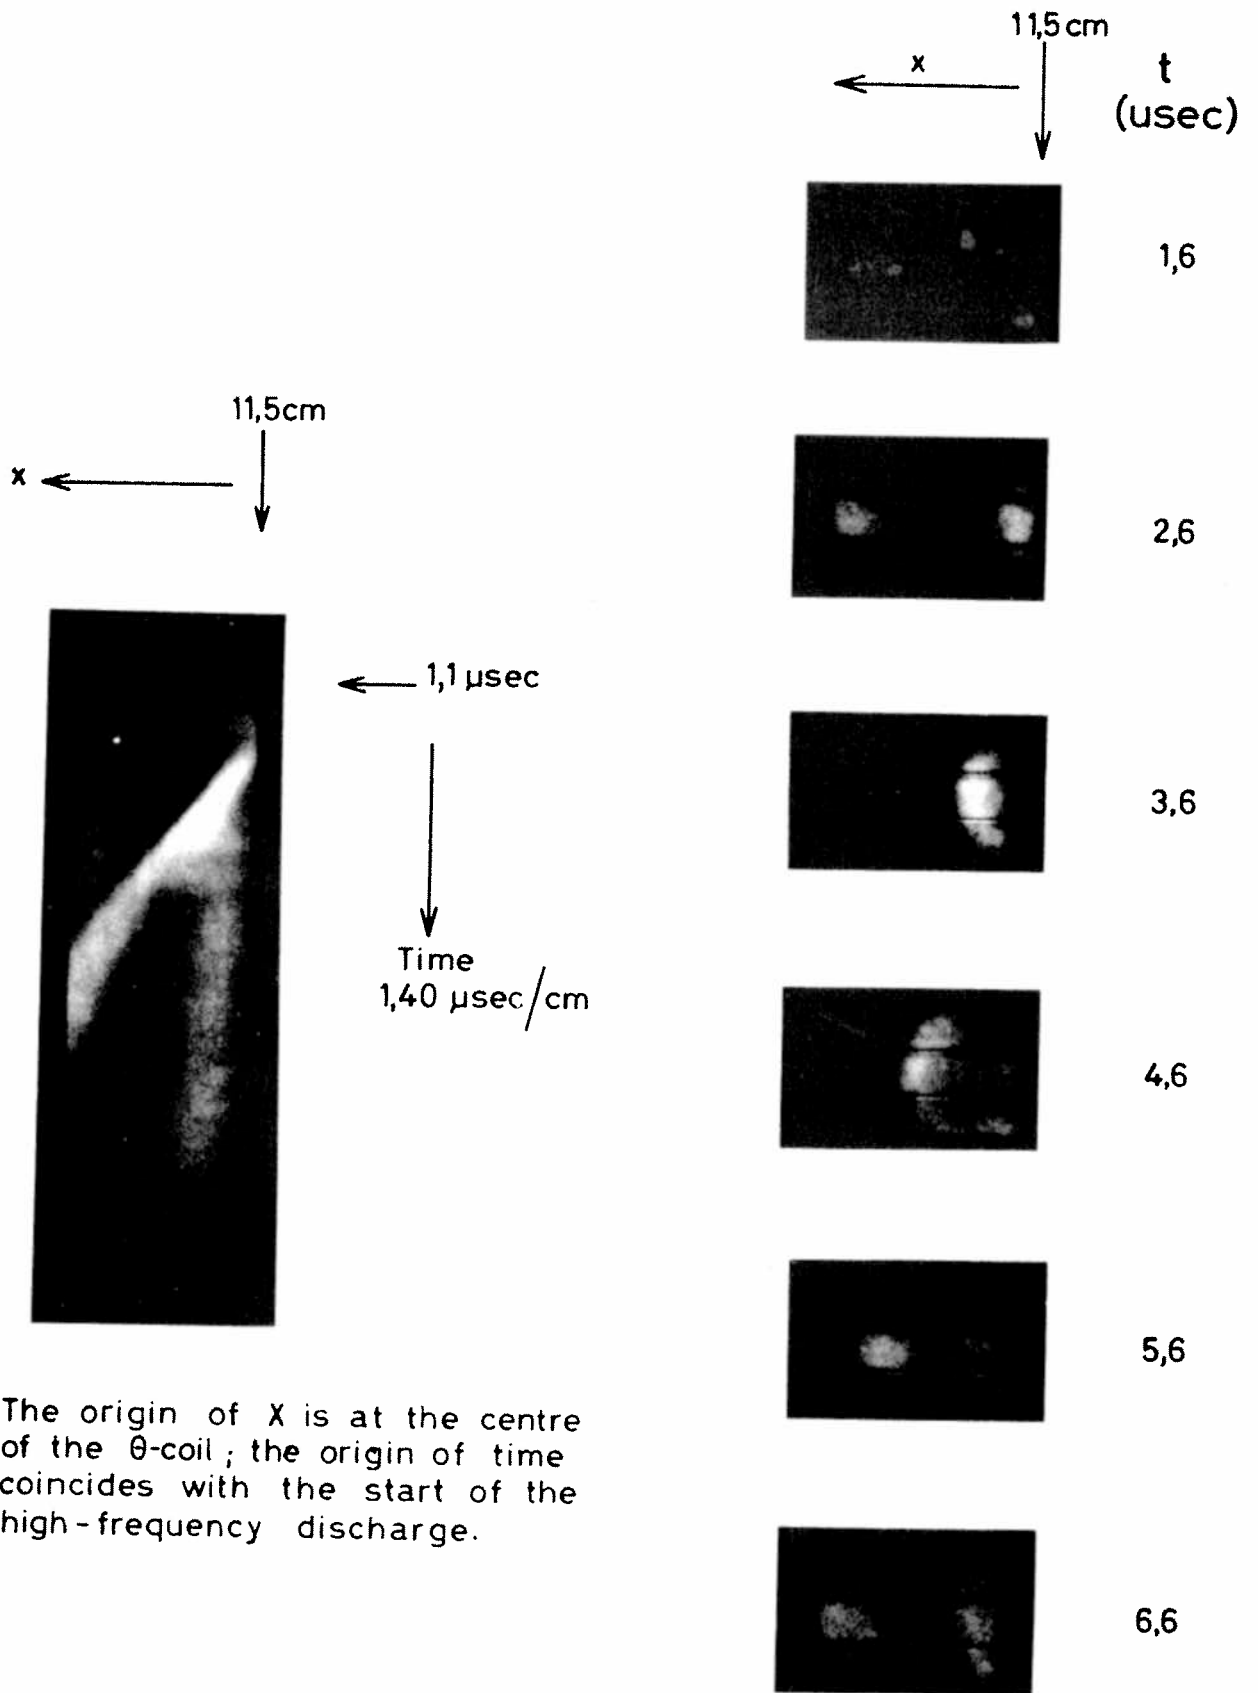 11,5 cm
x
t
(usec)
1,6
2,6
3,6
4,6
5,6
6,6
11,5cm
x
1,1 µsec
Time
1,40 µsec/cm
The origin of X is at the centre
of the θ-coil ; the origin of time
coincides with the start of the
high-frequency discharge.